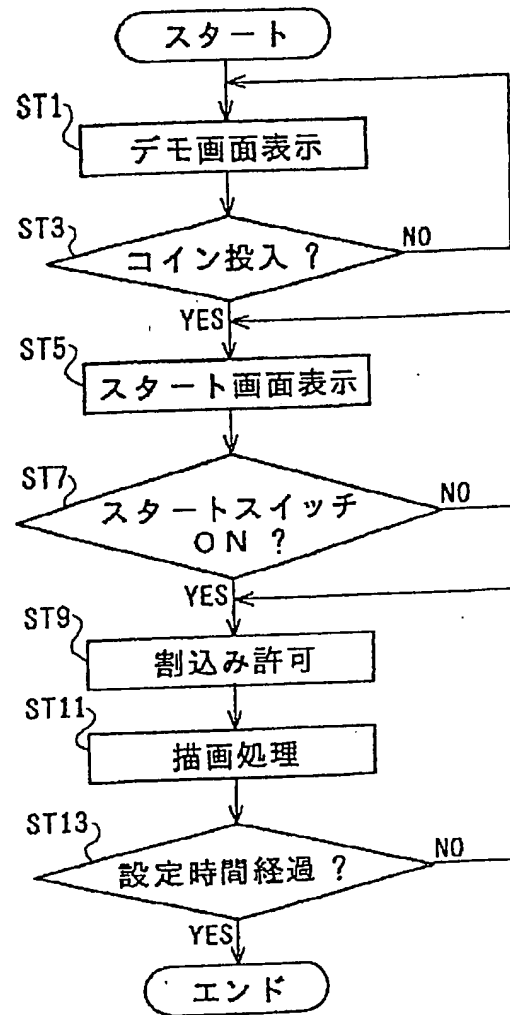 スタート
ST1
デモ画面表示
ST3
コイン投入？
NO
YES
ST5
スタート画面表示
ST7
スタートスイッチ
ON？
NO
YES
ST9
割込み許可
ST11
描画処理
ST13
設定時間経過？
NO
YES
エンド